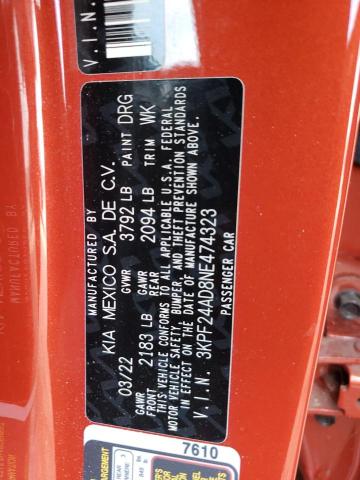 V.I.N.
MANUFACTURED BY
KIA MEXICO S.A. DE C.V.
03/22 GVWR 3792 LB PAINT DRG
GAWR FRONT 2183 LB GAWR REAR 2094 LB TRIM WK
THIS VEHICLE CONFORMS TO ALL APPLICABLE U.S.A. FEDERAL
MOTOR VEHICLE SAFETY, BUMPER, AND THEFT PREVENTION STANDARDS
IN EFFECT ON THE DATE OF MANUFACTURE SHOWN ABOVE.
V.I.N. 3KPF24AD8NE474323
PASSENGER CAR
7610
REAR